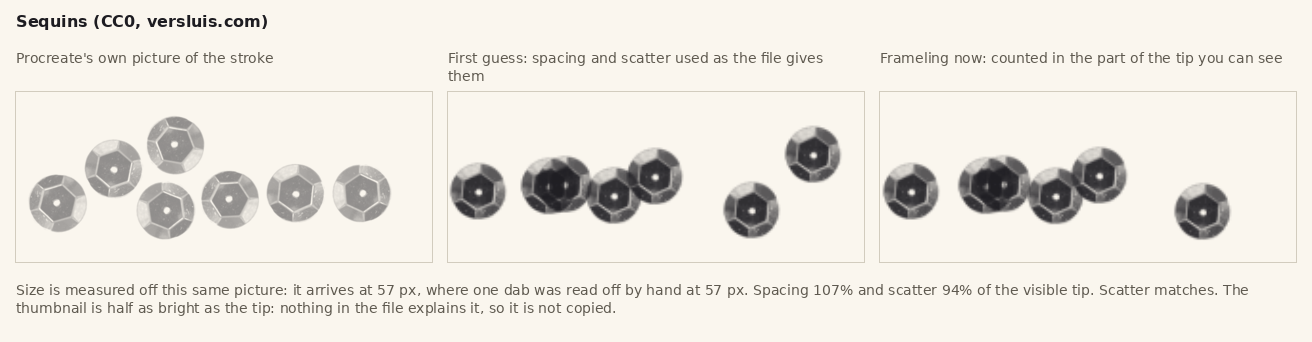 Sequins (CC0, versluis.com)
Procreate's own picture of the stroke
First guess: spacing and scatter used as the file gives
them
Frameling now: counted in the part of the tip you can see
Size is measured off this same picture: it arrives at 57 px, where one dab was read off by hand at 57 px. Spacing 107% and scatter 94% of the visible tip. Scatter matches. The
thumbnail is half as bright as the tip: nothing in the file explains it, so it is not copied.